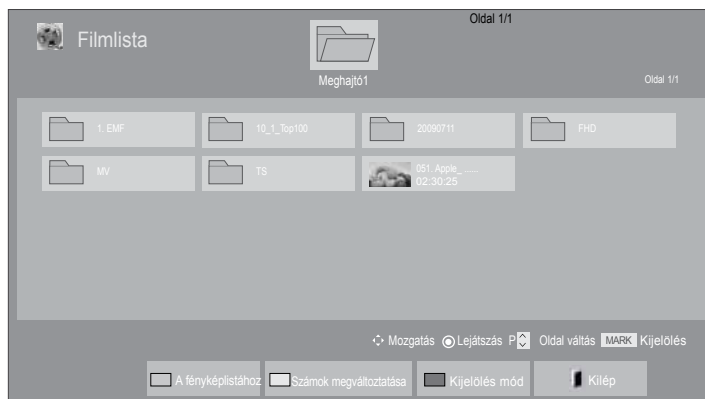 Oldal 1/1
Filmlista
Meghajtó1
Oldal 1/1
1. EMF
10_1_Top100
20090711
FHD
MV
TS
051. Apple_ ......
02:30:25
Mozgatás Lejátszás P Oldal váltás MARK Kijelölés
A fényképlistához Számok megváltoztatása Kijelölés mód Kilép